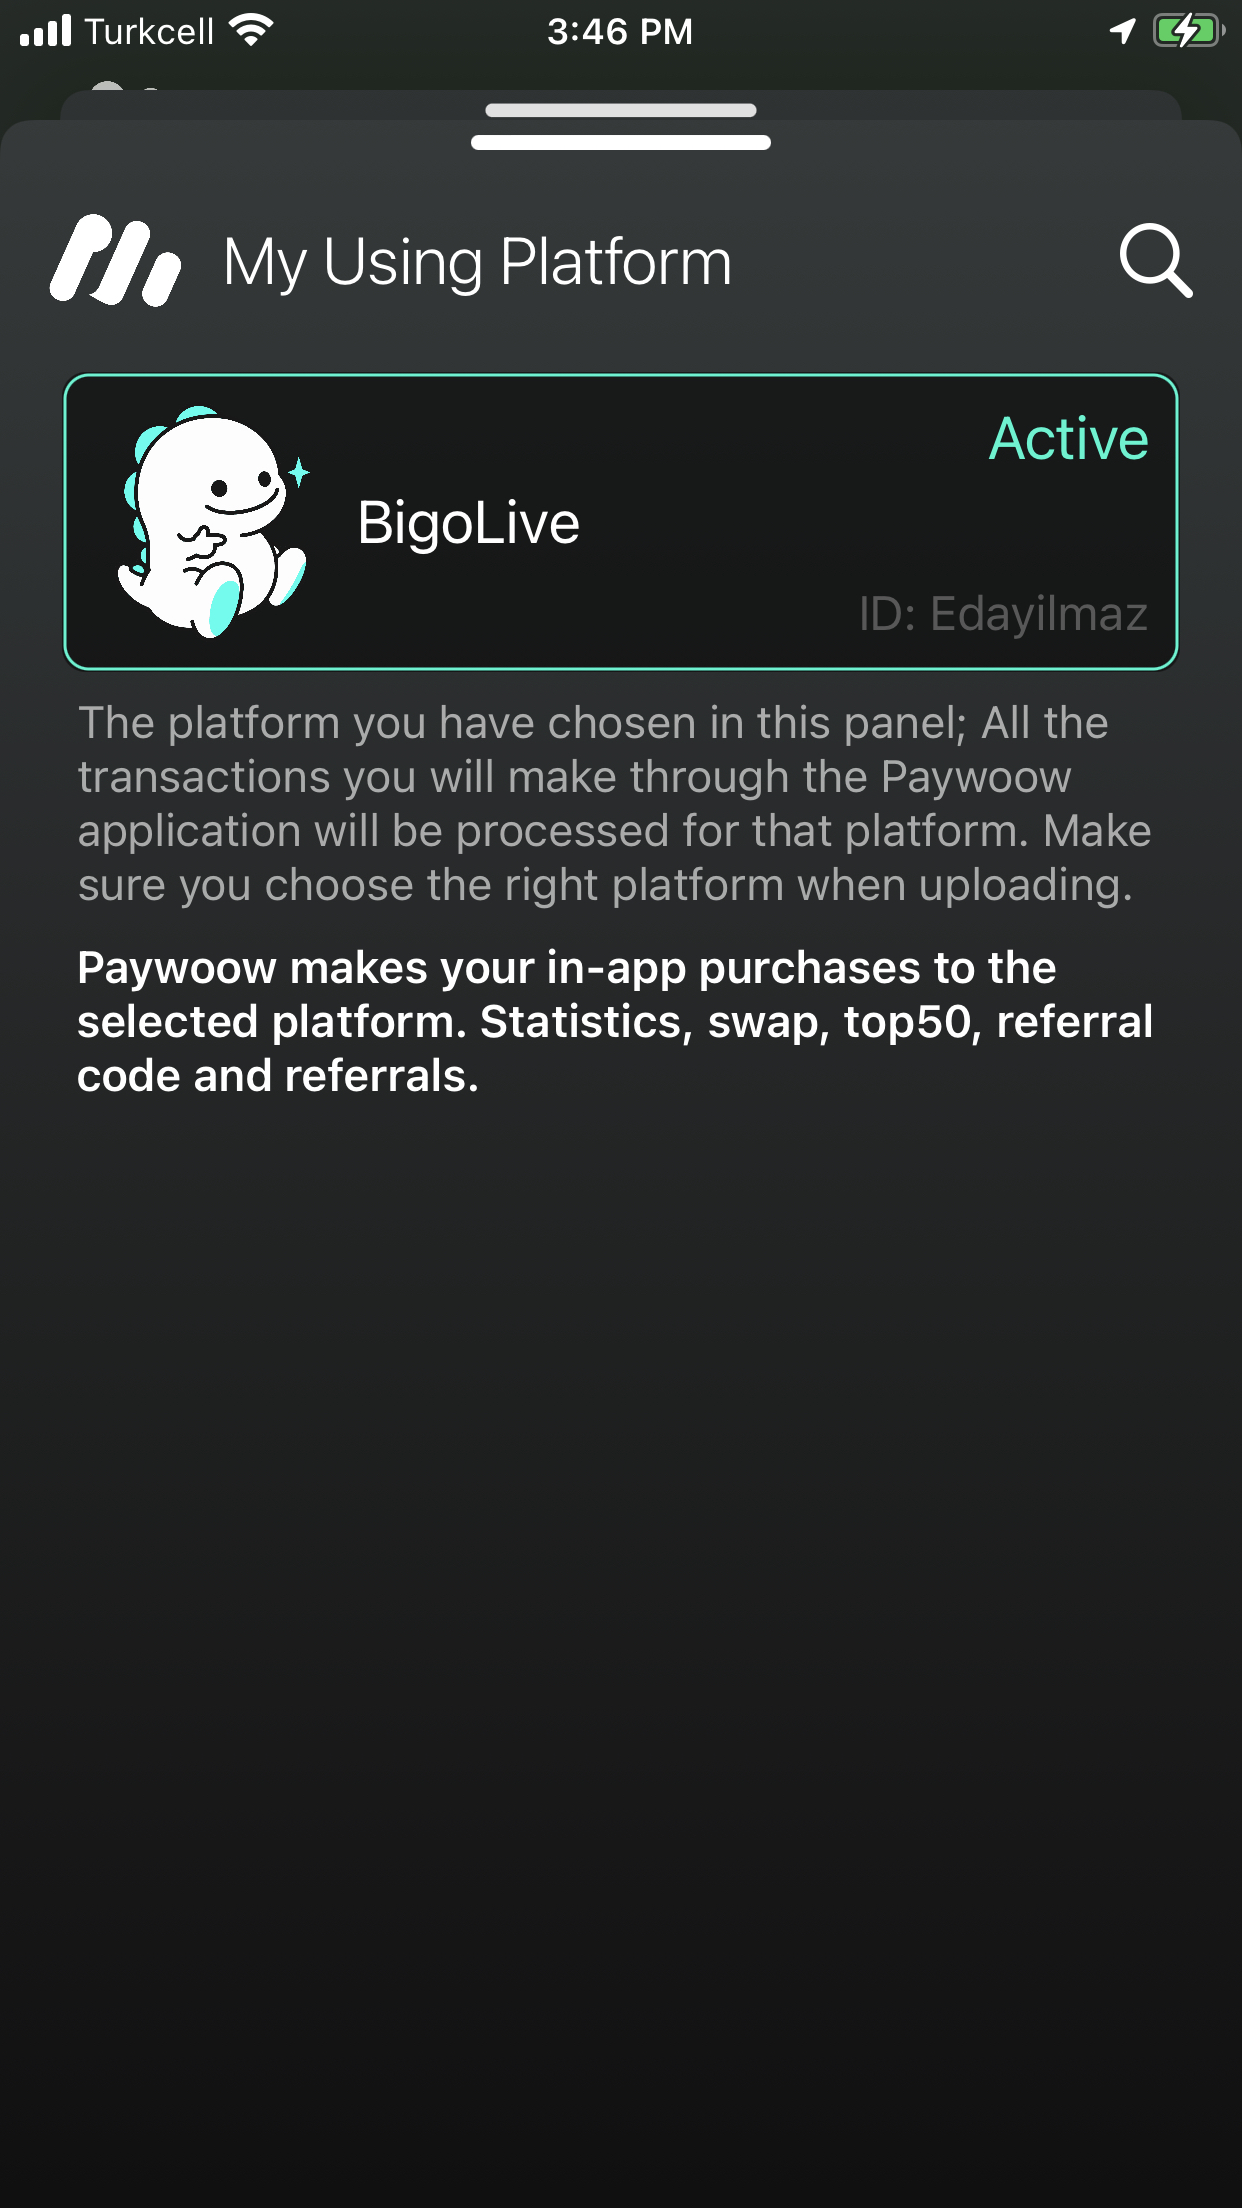 Turkcell
3:46 PM
My Using Platform
Active
BigoLive
ID: Edayilmaz
The platform you have chosen in this panel; All the
transactions you will make through the Paywoow
application will be processed for that platform. Make
sure you choose the right platform when uploading.
Paywoow makes your in-app purchases to the
selected platform. Statistics, swap, top50, referral
code and referrals.